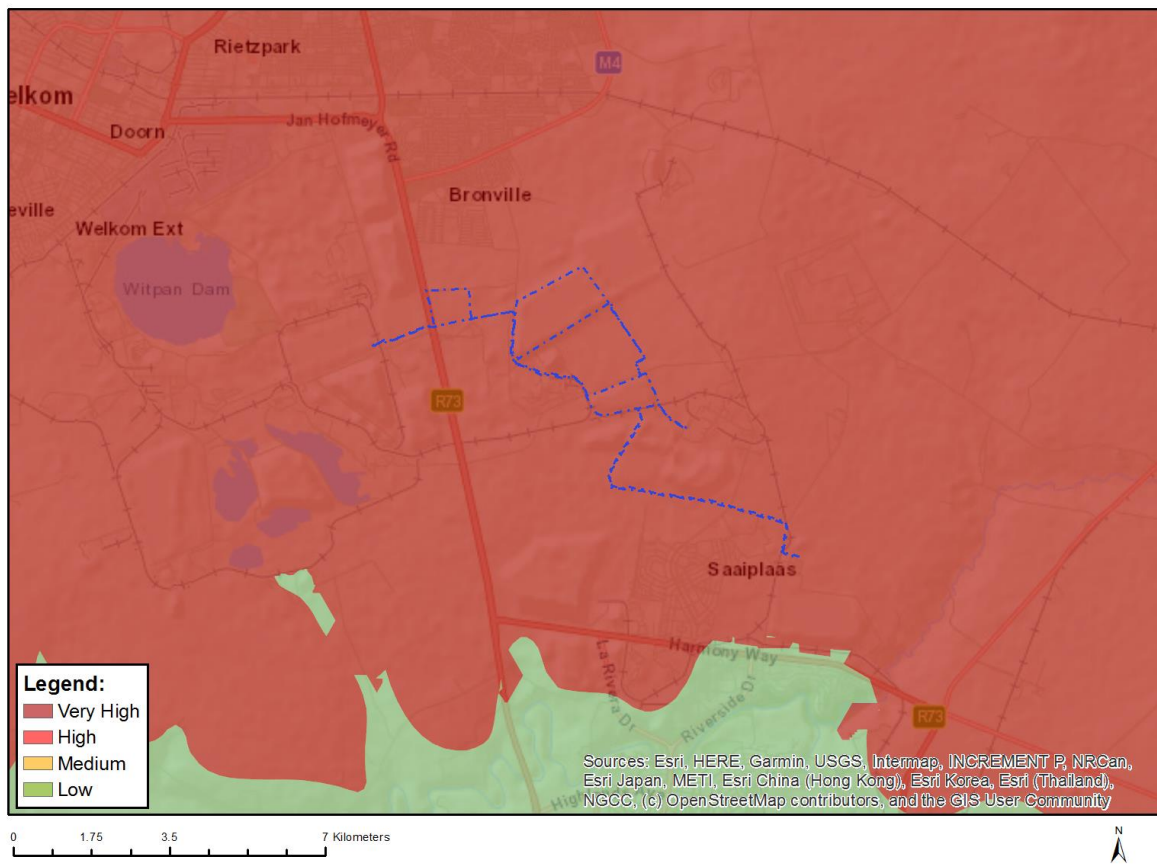 Rietzpark
M4
elkom
Doorn
Jan Hofmeyer Rd
Bronville
eville
Welkom Ext
Witpan Dam
R73
Saaiplaas
Harmony Way
La Riviera Dr
Riverside Dr
R73
Legend:
Very High
High
Medium
Low
Sources: Esri, HERE, Garmin, USGS, Intermap, INCREMENT P, NRCan,
Esri Japan, METI, Esri China (Hong Kong), Esri Korea, Esri (Thailand),
NGCC, (c) OpenStreetMap contributors, and the GIS User Community
0 1.75 3.5 7 Kilometers
N